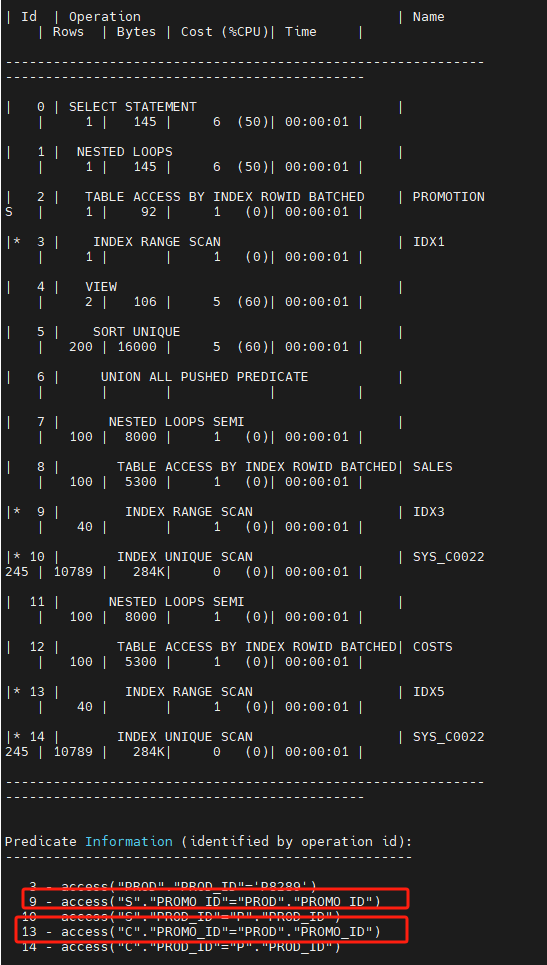 | Id  | Operation                                | Name
    | Rows  | Bytes | Cost (%CPU)| Time     |
------------------------------------------------------------
---------------------------------------------
|   0 | SELECT STATEMENT                         |
    |     1 |   145 |     6  (50)| 00:00:01 |
|   1 |  NESTED LOOPS                            |
    |     1 |   145 |     6  (50)| 00:00:01 |
|   2 |   TABLE ACCESS BY INDEX ROWID BATCHED    | PROMOTION
S   |     1 |    92 |     1   (0)| 00:00:01 |
|*  3 |    INDEX RANGE SCAN                      | IDX1
    |     1 |       |     1   (0)| 00:00:01 |
|   4 |   VIEW                                   |
    |     2 |   106 |     5  (60)| 00:00:01 |
|   5 |    SORT UNIQUE                           |
    |   200 | 16000 |     5  (60)| 00:00:01 |
|   6 |     UNION ALL PUSHED PREDICATE           |
    |       |       |            |          |
|   7 |      NESTED LOOPS SEMI                   |
    |   100 |  8000 |     1   (0)| 00:00:01 |
|   8 |       TABLE ACCESS BY INDEX ROWID BATCHED| SALES
    |   100 |  5300 |     1   (0)| 00:00:01 |
|*  9 |        INDEX RANGE SCAN                  | IDX3
    |    40 |       |     1   (0)| 00:00:01 |
|* 10 |       INDEX UNIQUE SCAN                  | SYS_C0022
245 | 10789 |   284K|     0   (0)| 00:00:01 |
|  11 |      NESTED LOOPS SEMI                   |
    |   100 |  8000 |     1   (0)| 00:00:01 |
|  12 |       TABLE ACCESS BY INDEX ROWID BATCHED| COSTS
    |   100 |  5300 |     1   (0)| 00:00:01 |
|* 13 |        INDEX RANGE SCAN                  | IDX5
    |    40 |       |     1   (0)| 00:00:01 |
|* 14 |       INDEX UNIQUE SCAN                  | SYS_C0022
245 | 10789 |   284K|     0   (0)| 00:00:01 |
------------------------------------------------------------
---------------------------------------------
Predicate Information (identified by operation id):
---------------------------------------------------
3 - access("PROD"."PROD_ID"='P8289')
9 - access("S"."PROMO_ID"="PROD"."PROMO_ID")
10 - access("S"."PROD_ID"="P"."PROD_ID")
13 - access("C"."PROMO_ID"="PROD"."PROMO_ID")
14 - access("C"."PROD_ID"="P"."PROD_ID")